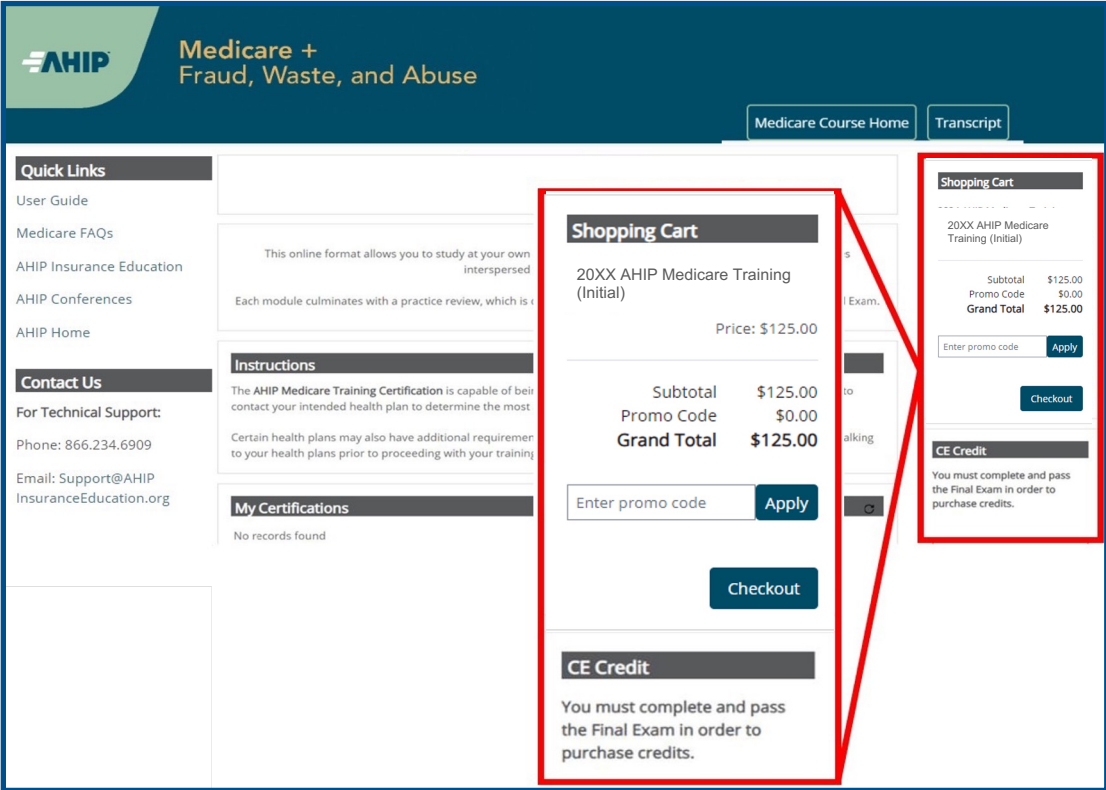 AHIP
Medicare +
Fraud, Waste, and Abuse
Medicare Course Home
Transcript
Quick Links
User Guide
Medicare FAQs
AHIP Insurance Education
AHIP Conferences
AHIP Home
Contact Us
For Technical Support:
Phone: 866.234.6909
Email: Support@AHIP
InsuranceEducation.org
This online format allows you to study at your own
interspersed
Each module culminates with a practice review, which is
l Exam.
Instructions
The AHIP Medicare Training Certification is capable of
to
contact your intended health plan to determine the most
Certain health plans may also have additional
alking
to your health plans prior to proceeding with your
My Certifications
No records found
Shopping Cart
20XX AHIP Medicare Training
(Initial)
Price: $125.00
Subtotal $125.00
Promo Code $0.00
Grand Total $125.00
Enter promo code
Apply
Checkout
CE Credit
You must complete and pass
the Final Exam in order to
purchase credits.
Shopping Cart
20XX AHIP Medicare
Training (Initial)
Subtotal $125.00
Promo Code $0.00
Grand Total $125.00
Enter promo code
Apply
Checkout
CE Credit
You must complete and pass
the Final Exam in order to
purchase credits.